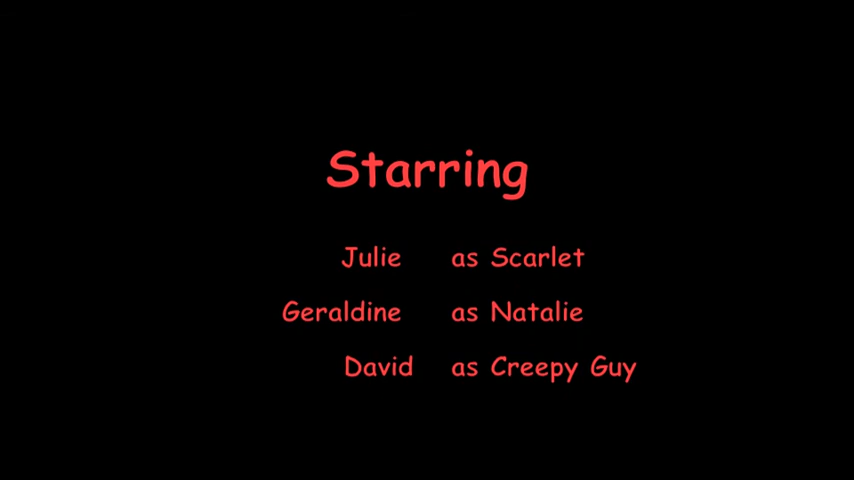 Starring
Julie as Scarlet
Geraldine as Natalie
David as Creepy Guy